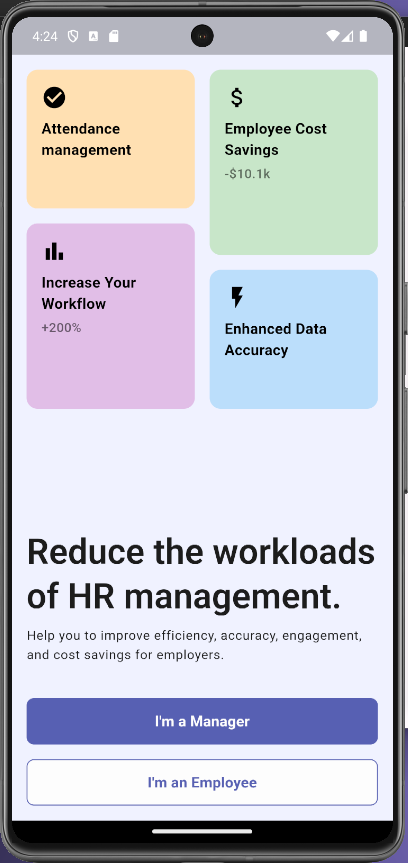 4:24
Attendance
management
Employee Cost
Savings
-$10.1k
Increase Your
Workflow
+200%
Enhanced Data
Accuracy
Reduce the workloads
of HR management.
Help you to improve efficiency, accuracy, engagement,
and cost savings for employers.
I'm a Manager
I'm an Employee